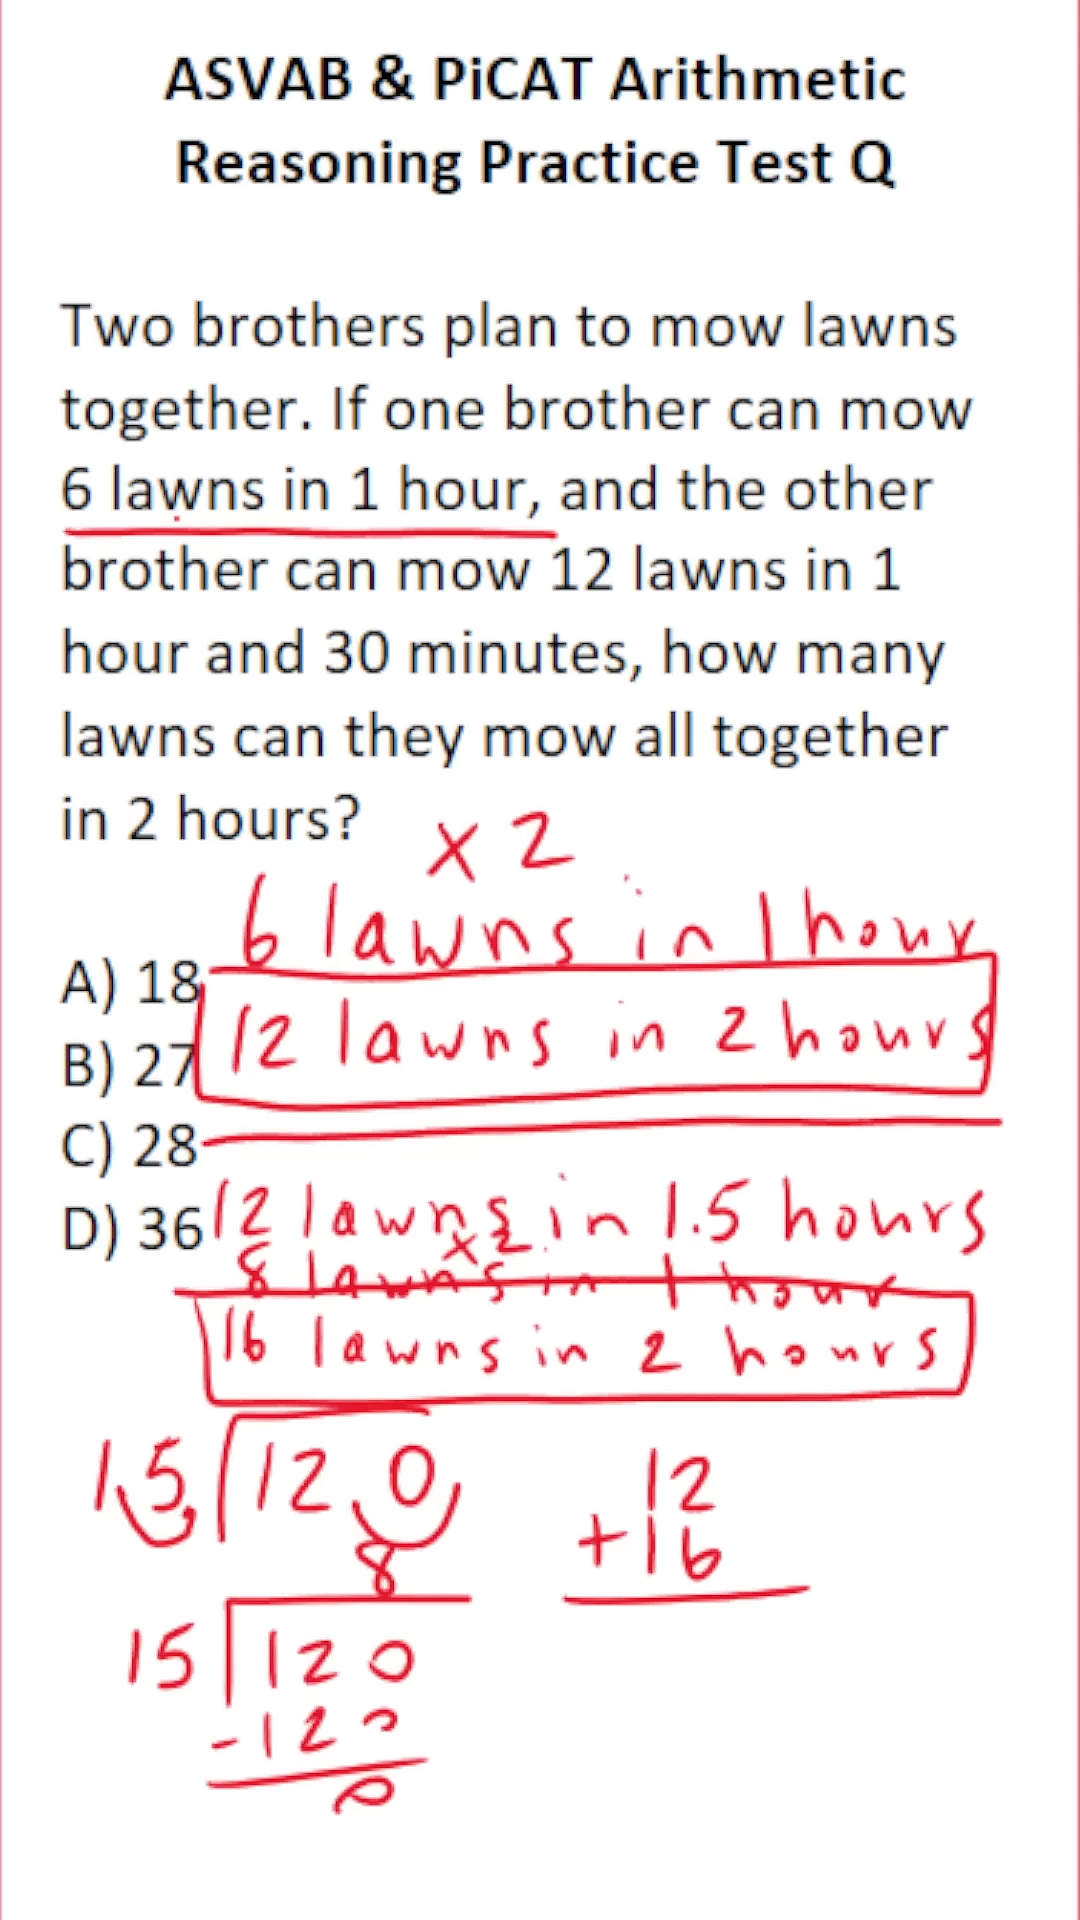 ASVAB & PiCAT Arithmetic
Reasoning Practice Test Q
Two brothers plan to mow lawns
together. If one brother can mow
6 lawns in 1 hour, and the other
brother can mow 12 lawns in 1
hour and 30 minutes, how many
lawns can they mow all together
in 2 hours?
x 2
6 lawns in 1 hour
A) 18
12 lawns in 2 hours
B) 27
C) 28
12 lawns in 1.5 hours
D) 36
x 2
8 lawns in 1 hour
16 lawns in 2 hours
1.5 12.0
12
+16
8
15 120
-120
0